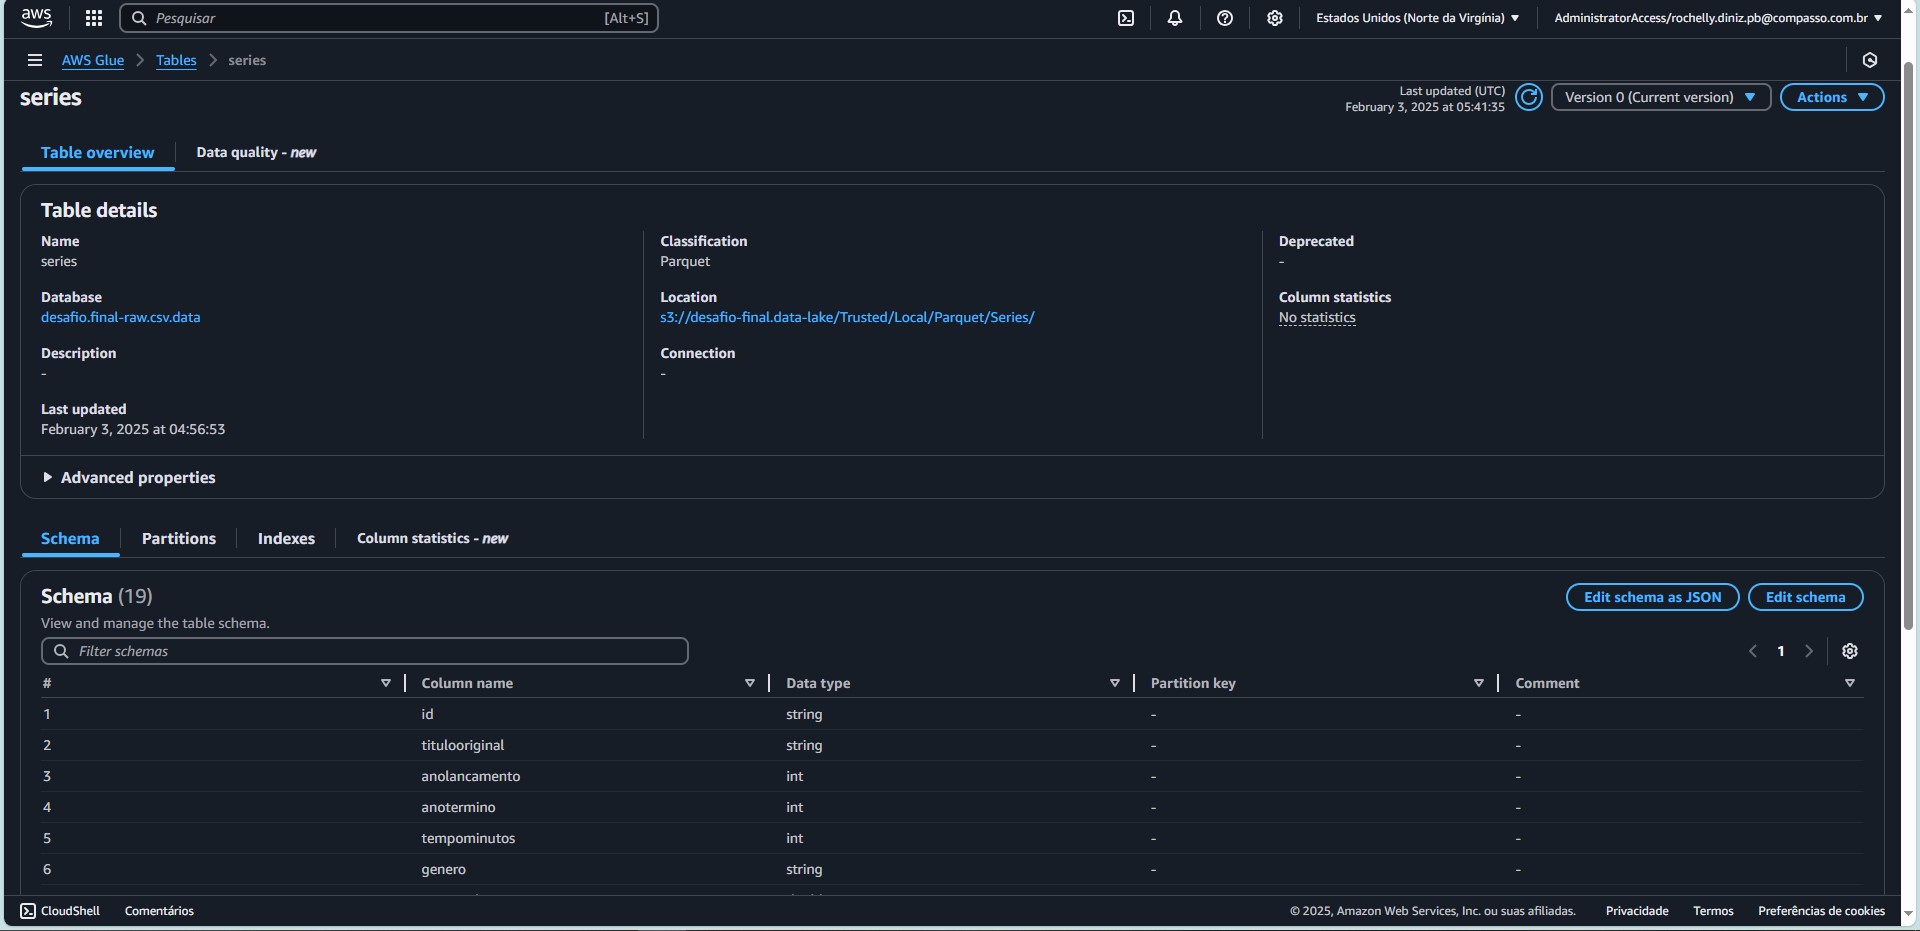 aws
Pesquisar [Alt+S] Estados Unidos (Norte da Virgínia) AdministratorAccess/rochelly.diniz.pb@compasso.com.br
AWS Glue > Tables > series
series
Last updated (UTC)
February 3, 2025 at 05:41:35
Version 0 (Current version) Actions
Table overview Data quality - new
Table details
Name
series
Database
desafio.final-raw.csv.data
Description
-
Last updated
February 3, 2025 at 04:56:53
Classification
Parquet
Location
s3://desafio-final.data-lake/Trusted/Local/Parquet/Series/
Connection
-
Deprecated
-
Column statistics
No statistics
Advanced properties
Schema Partitions Indexes Column statistics - new
Schema (19)
Edit schema as JSON Edit schema
View and manage the table schema.
Filter schemas
1
# Column name Data type Partition key Comment
1 id string - -
2 titulooriginal string - -
3 anolancamento int - -
4 anotermino int - -
5 tempominutos int - -
6 genero string - -
CloudShell Comentários © 2025, Amazon Web Services, Inc. ou suas afiliadas. Privacidade Termos Preferências de cookies